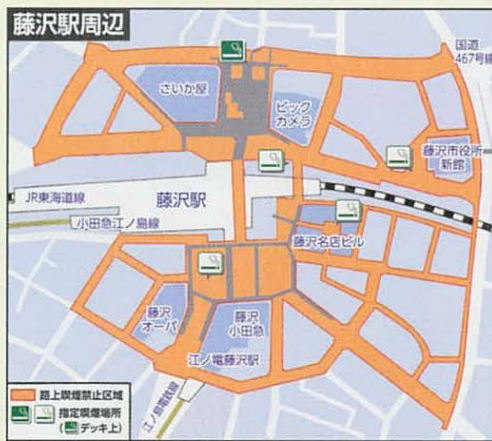 藤沢駅周辺
国道
467号線
さいか屋
ビック
カメラ
藤沢市役所
新館
JR東海道線
藤沢駅
小田急江ノ島線
藤沢名店ビル
藤沢
オーパ
藤沢
小田急
江ノ電藤沢駅
江ノ島電鉄線
路上喫煙禁止区域
指定喫煙場所
(デッキ上)